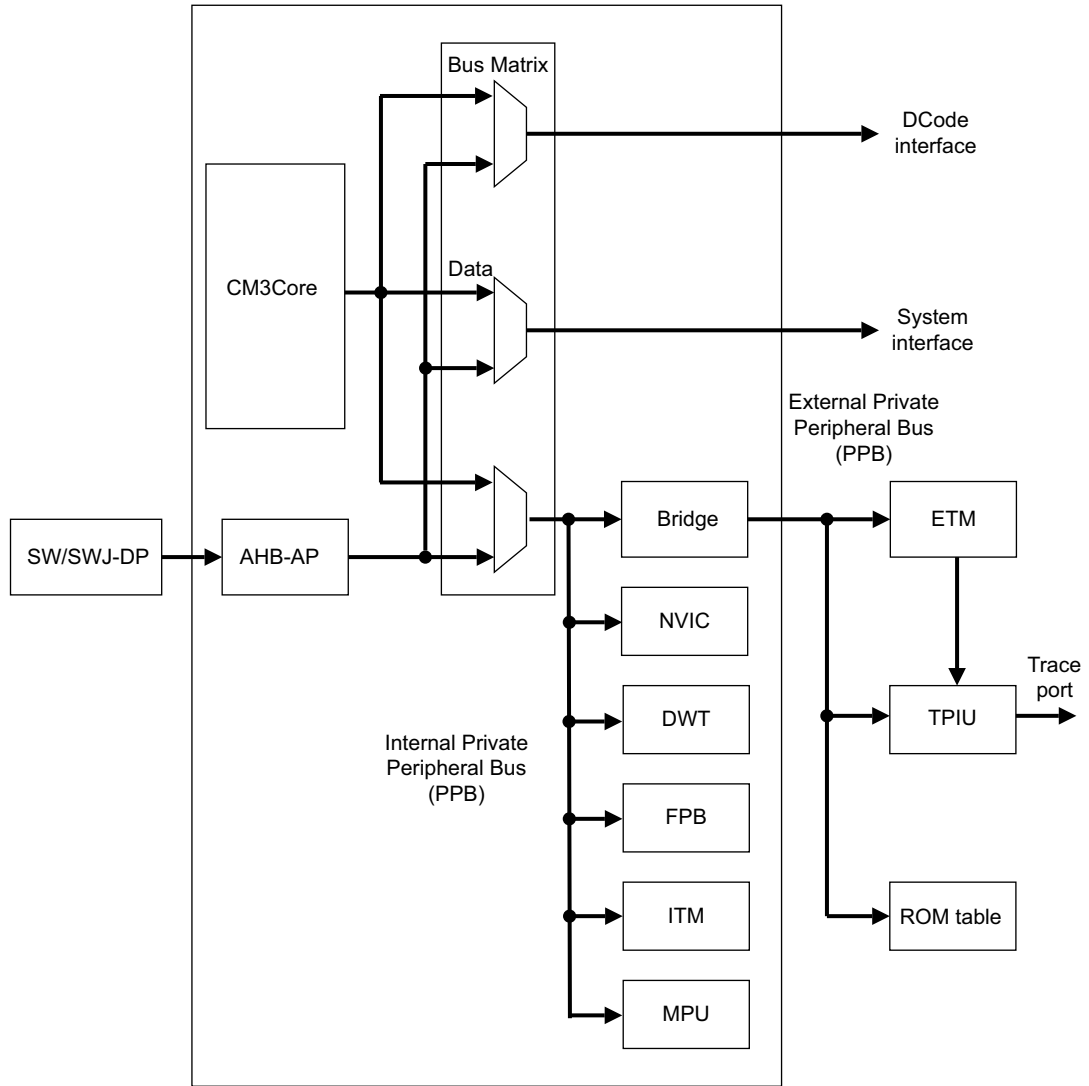 Bus Matrix
DCode
interface
CM3Core
Data
System
interface
External Private
Peripheral Bus
(PPB)
SW/SWJ-DP
AHB-AP
Bridge
ETM
NVIC
Trace
port
DWT
TPIU
Internal Private
Peripheral Bus
(PPB)
FPB
ITM
ROM table
MPU